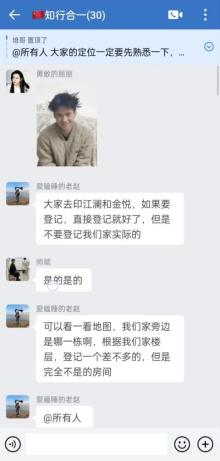 知行合一(30)
培哥 置顶了
@所有人 大家的定位一定要先熟悉一下，...
勇敢的丽丽
爱瞌睡的老赵
大家去印江澜和金悦，如果要
登记，直接登记就好了，但是
不要登记我们家实际的
帅斌
是的是的
爱瞌睡的老赵
可以看一看地图，我们家旁边
是哪一栋啊，根据我们家楼
层，登记一个差不多的，但是
完全不是的房间
爱瞌睡的老赵
@所有人